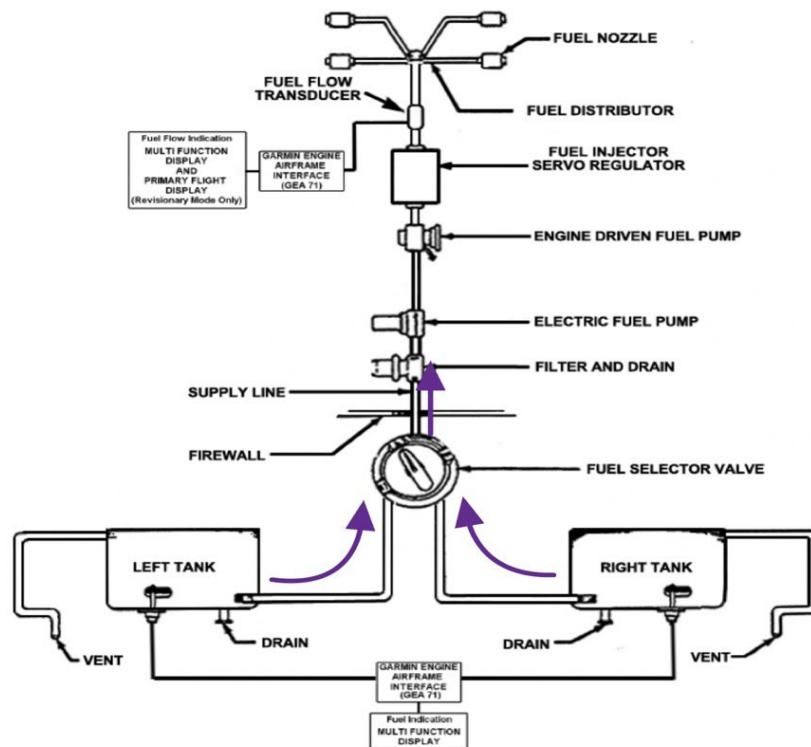 FUEL NOZZLE
FUEL FLOW
TRANSDUCER
FUEL DISTRIBUTOR
Fuel Flow Indication
MULTI FUNCTION
DISPLAY
AND
PRIMARY FLIGHT
DISPLAY
(Revisionary Mode Only)
GARMIN ENGINE
AIRFRAME
INTERFACE
(GEA 71)
FUEL INJECTOR
SERVO REGULATOR
ENGINE DRIVEN FUEL PUMP
ELECTRIC FUEL PUMP
FILTER AND DRAIN
SUPPLY LINE
FIREWALL
FUEL SELECTOR VALVE
LEFT TANK
RIGHT TANK
DRAIN
DRAIN
VENT
VENT
GARMIN ENGINE
AIRFRAME
INTERFACE
(GEA 71)
Fuel Indication
MULTI FUNCTION
DISPLAY